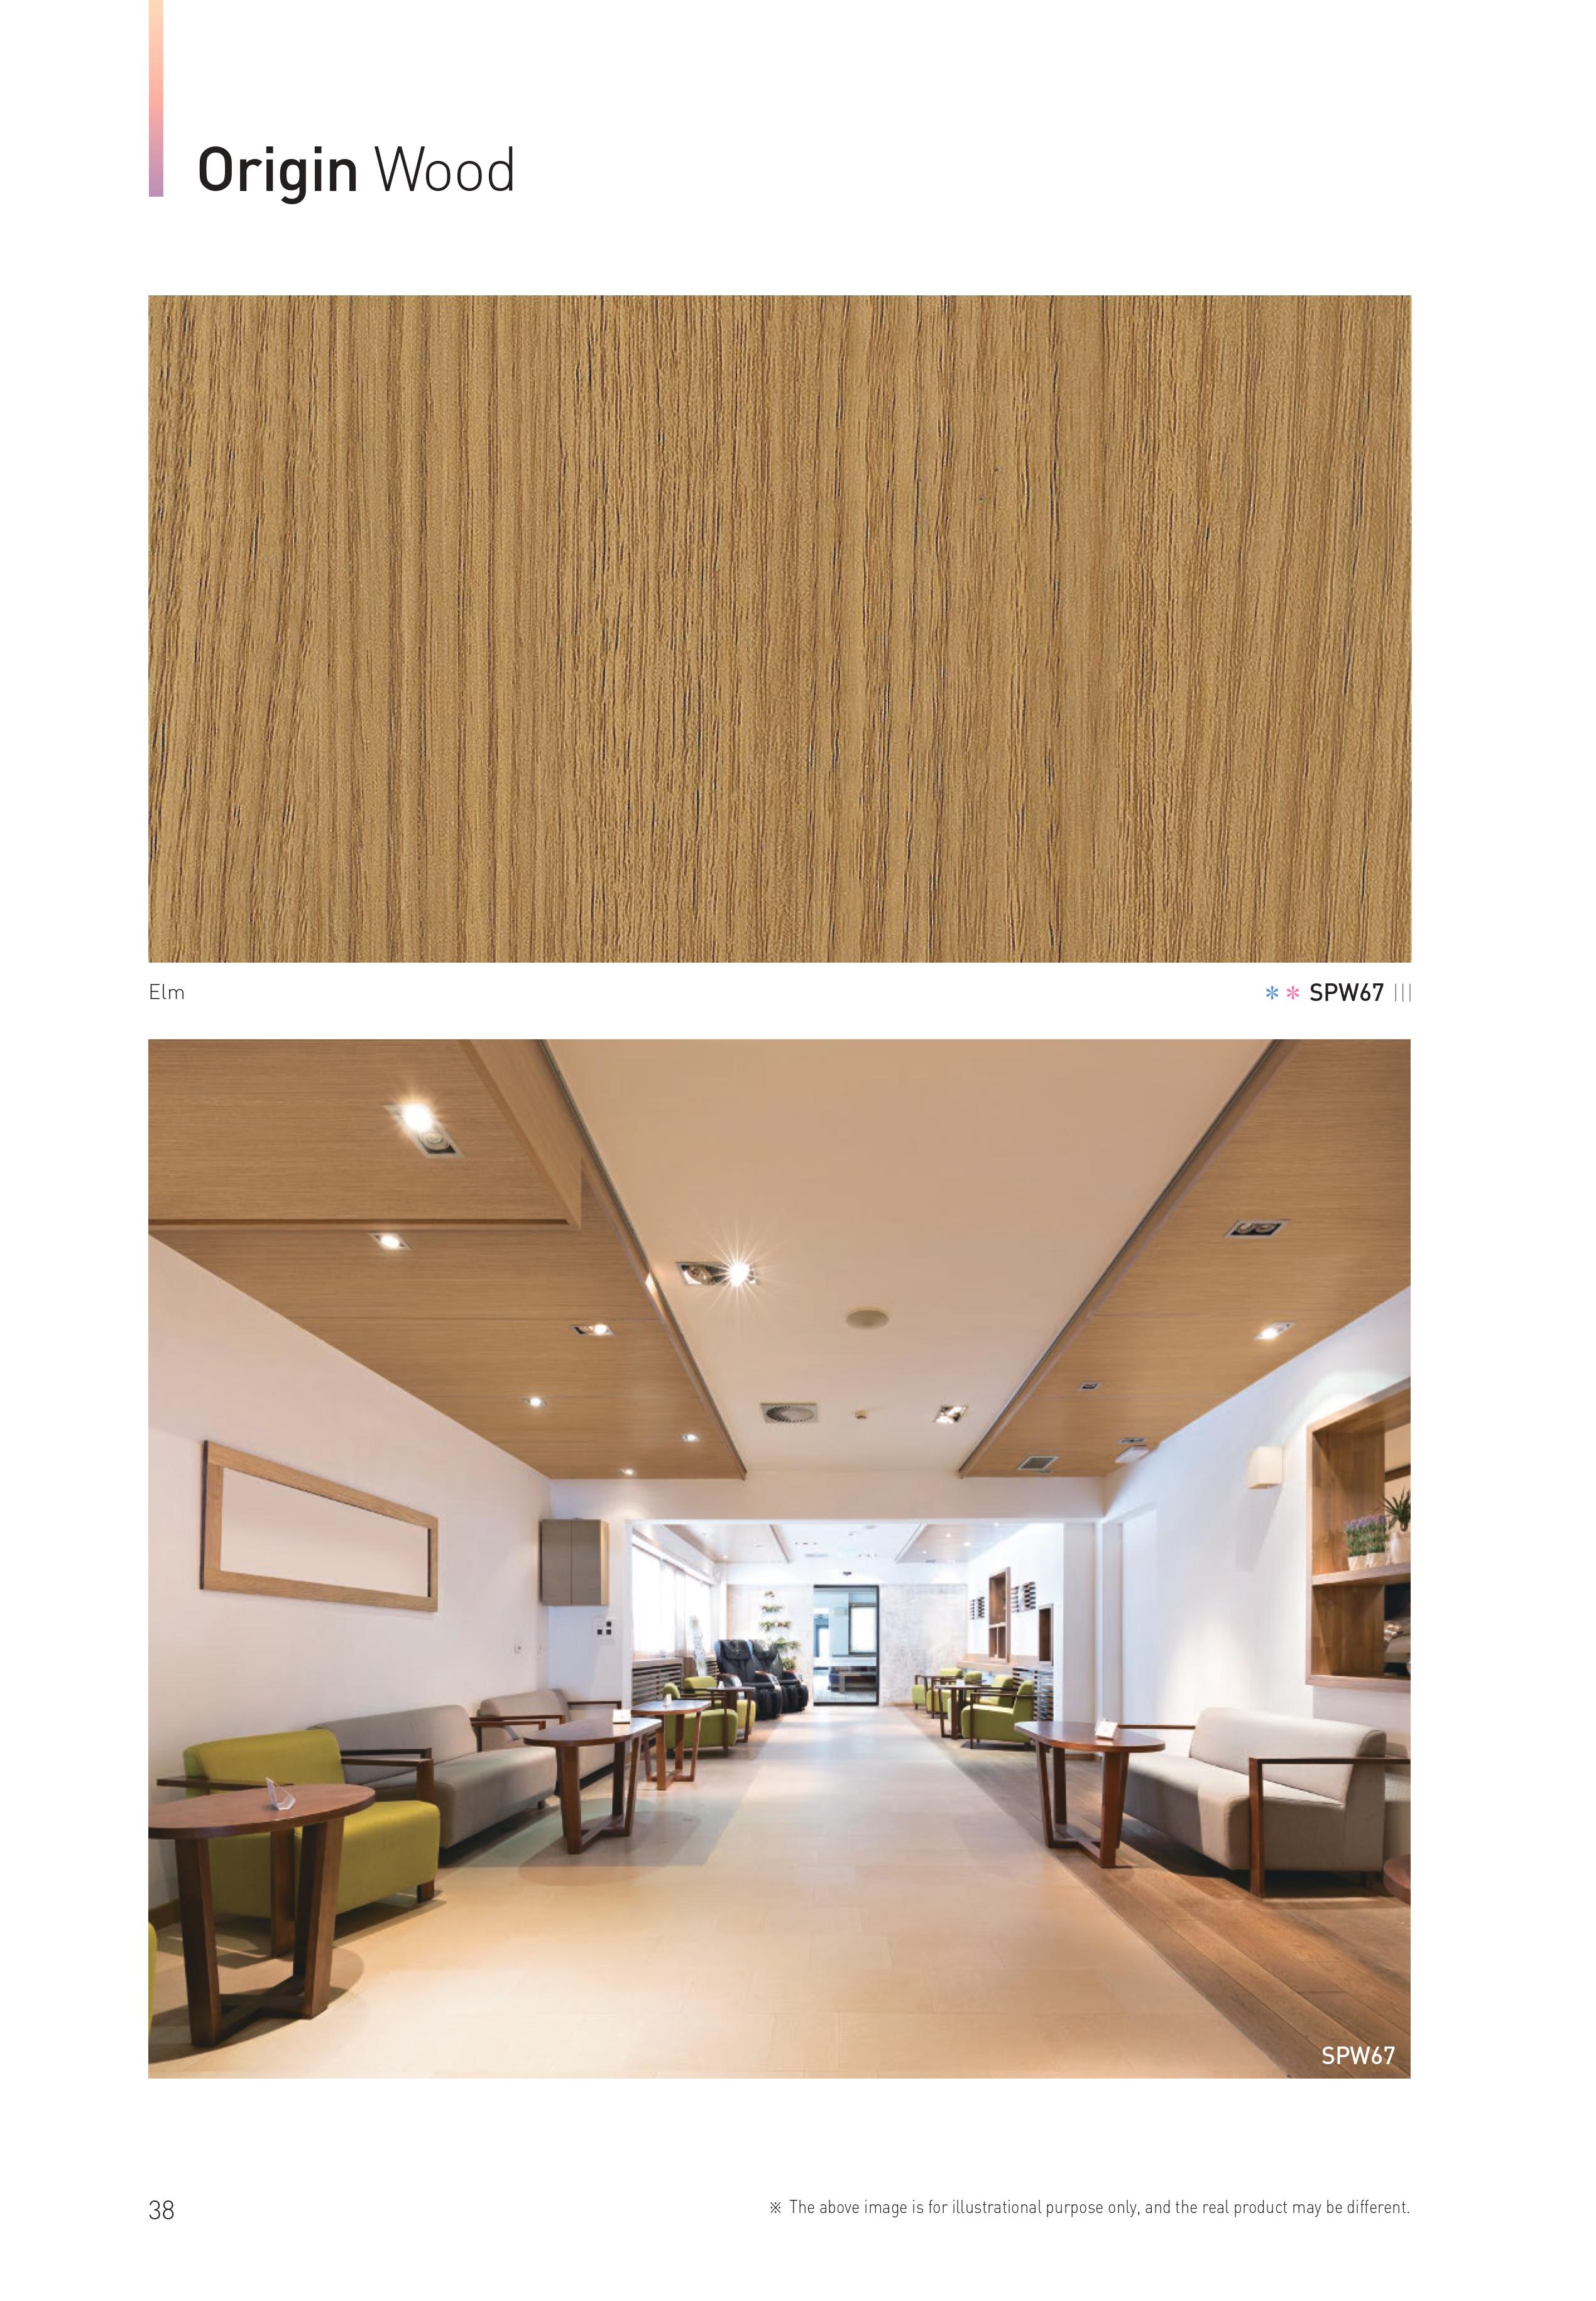 Origin Wood
Elm
** SPW67 |||
SPW67
38
※ The above image is for illustrational purpose only, and the real product may be different.